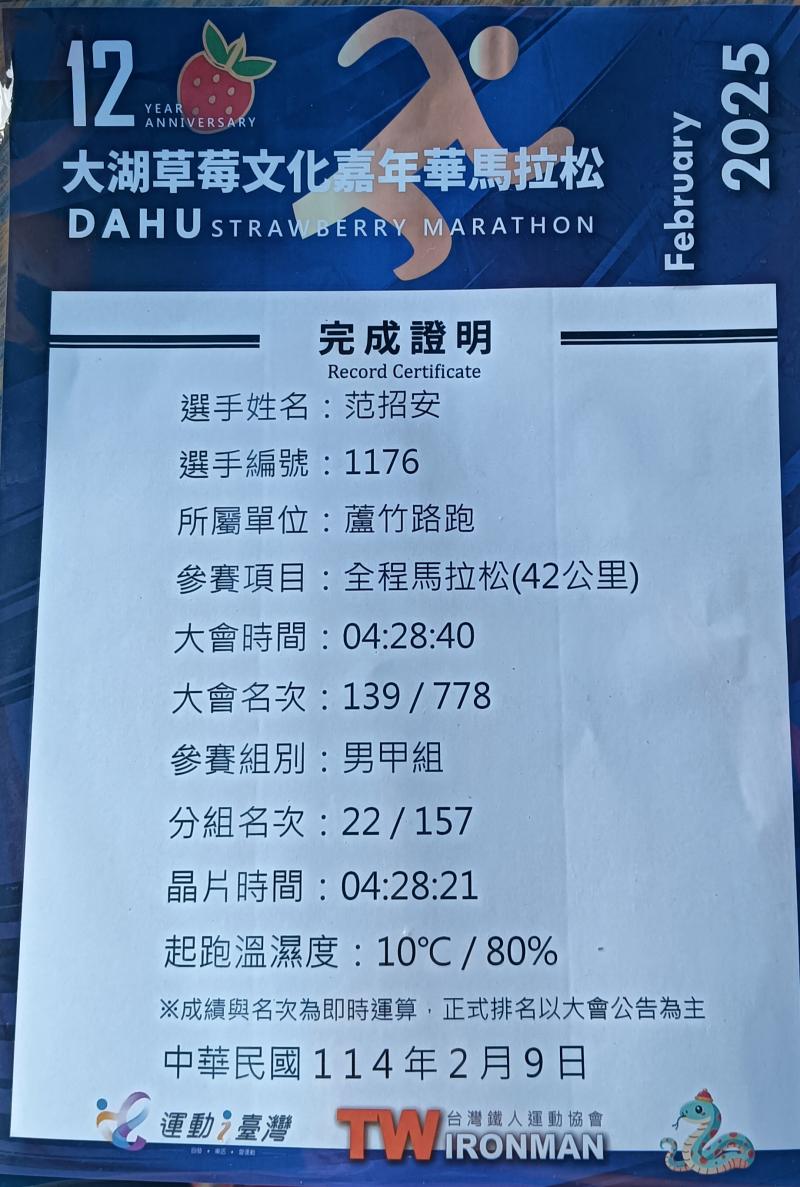 12
YEAR
ANNIVERSARY
大湖草莓文化嘉年華馬拉松
DAHU STRAWBERRY MARATHON
February
2025
完成證明
Record Certificate
選手姓名：范招安
選手編號：1176
所屬單位：蘆竹路跑
參賽項目：全程馬拉松(42公里)
大會時間：04:28:40
大會名次：139 / 778
參賽組別：男甲組
分組名次：22 / 157
晶片時間：04:28:21
起跑溫濕度：10℃ / 80%
※成績與名次為即時運算，正式排名以大會公告為主
中華民國114年2月9日
運動i臺灣
TW
台灣鐵人運動協會
IRONMAN